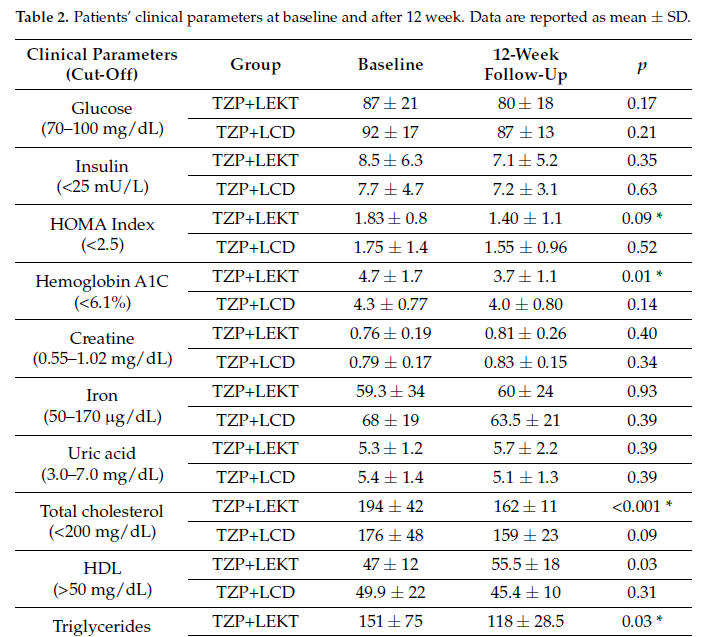 Table 2. Patients' clinical parameters at baseline and after 12 week. Data are reported as mean ± SD.
Clinical Parameters (Cut-Off) Group Baseline 12-Week Follow-Up p
Glucose (70–100 mg/dL) TZP+LEKT 87 ± 21 80 ± 18 0.17
TZP+LCD 92 ± 17 87 ± 13 0.21
Insulin (<25 mU/L) TZP+LEKT 8.5 ± 6.3 7.1 ± 5.2 0.35
TZP+LCD 7.7 ± 4.7 7.2 ± 3.1 0.63
HOMA Index (<2.5) TZP+LEKT 1.83 ± 0.8 1.40 ± 1.1 0.09 *
TZP+LCD 1.75 ± 1.4 1.55 ± 0.96 0.52
Hemoglobin A1C (<6.1%) TZP+LEKT 4.7 ± 1.7 3.7 ± 1.1 0.01 *
TZP+LCD 4.3 ± 0.77 4.0 ± 0.80 0.14
Creatine (0.55–1.02 mg/dL) TZP+LEKT 0.76 ± 0.19 0.81 ± 0.26 0.40
TZP+LCD 0.79 ± 0.17 0.83 ± 0.15 0.34
Iron (50–170 µg/dL) TZP+LEKT 59.3 ± 34 60 ± 24 0.93
TZP+LCD 68 ± 19 63.5 ± 21 0.39
Uric acid (3.0–7.0 mg/dL) TZP+LEKT 5.3 ± 1.2 5.7 ± 2.2 0.39
TZP+LCD 5.4 ± 1.4 5.1 ± 1.3 0.39
Total cholesterol (<200 mg/dL) TZP+LEKT 194 ± 42 162 ± 11 <0.001 *
TZP+LCD 176 ± 48 159 ± 23 0.09
HDL (>50 mg/dL) TZP+LEKT 47 ± 12 55.5 ± 18 0.03
TZP+LCD 49.9 ± 22 45.4 ± 10 0.31
Triglycerides TZP+LEKT 151 ± 75 118 ± 28.5 0.03 *